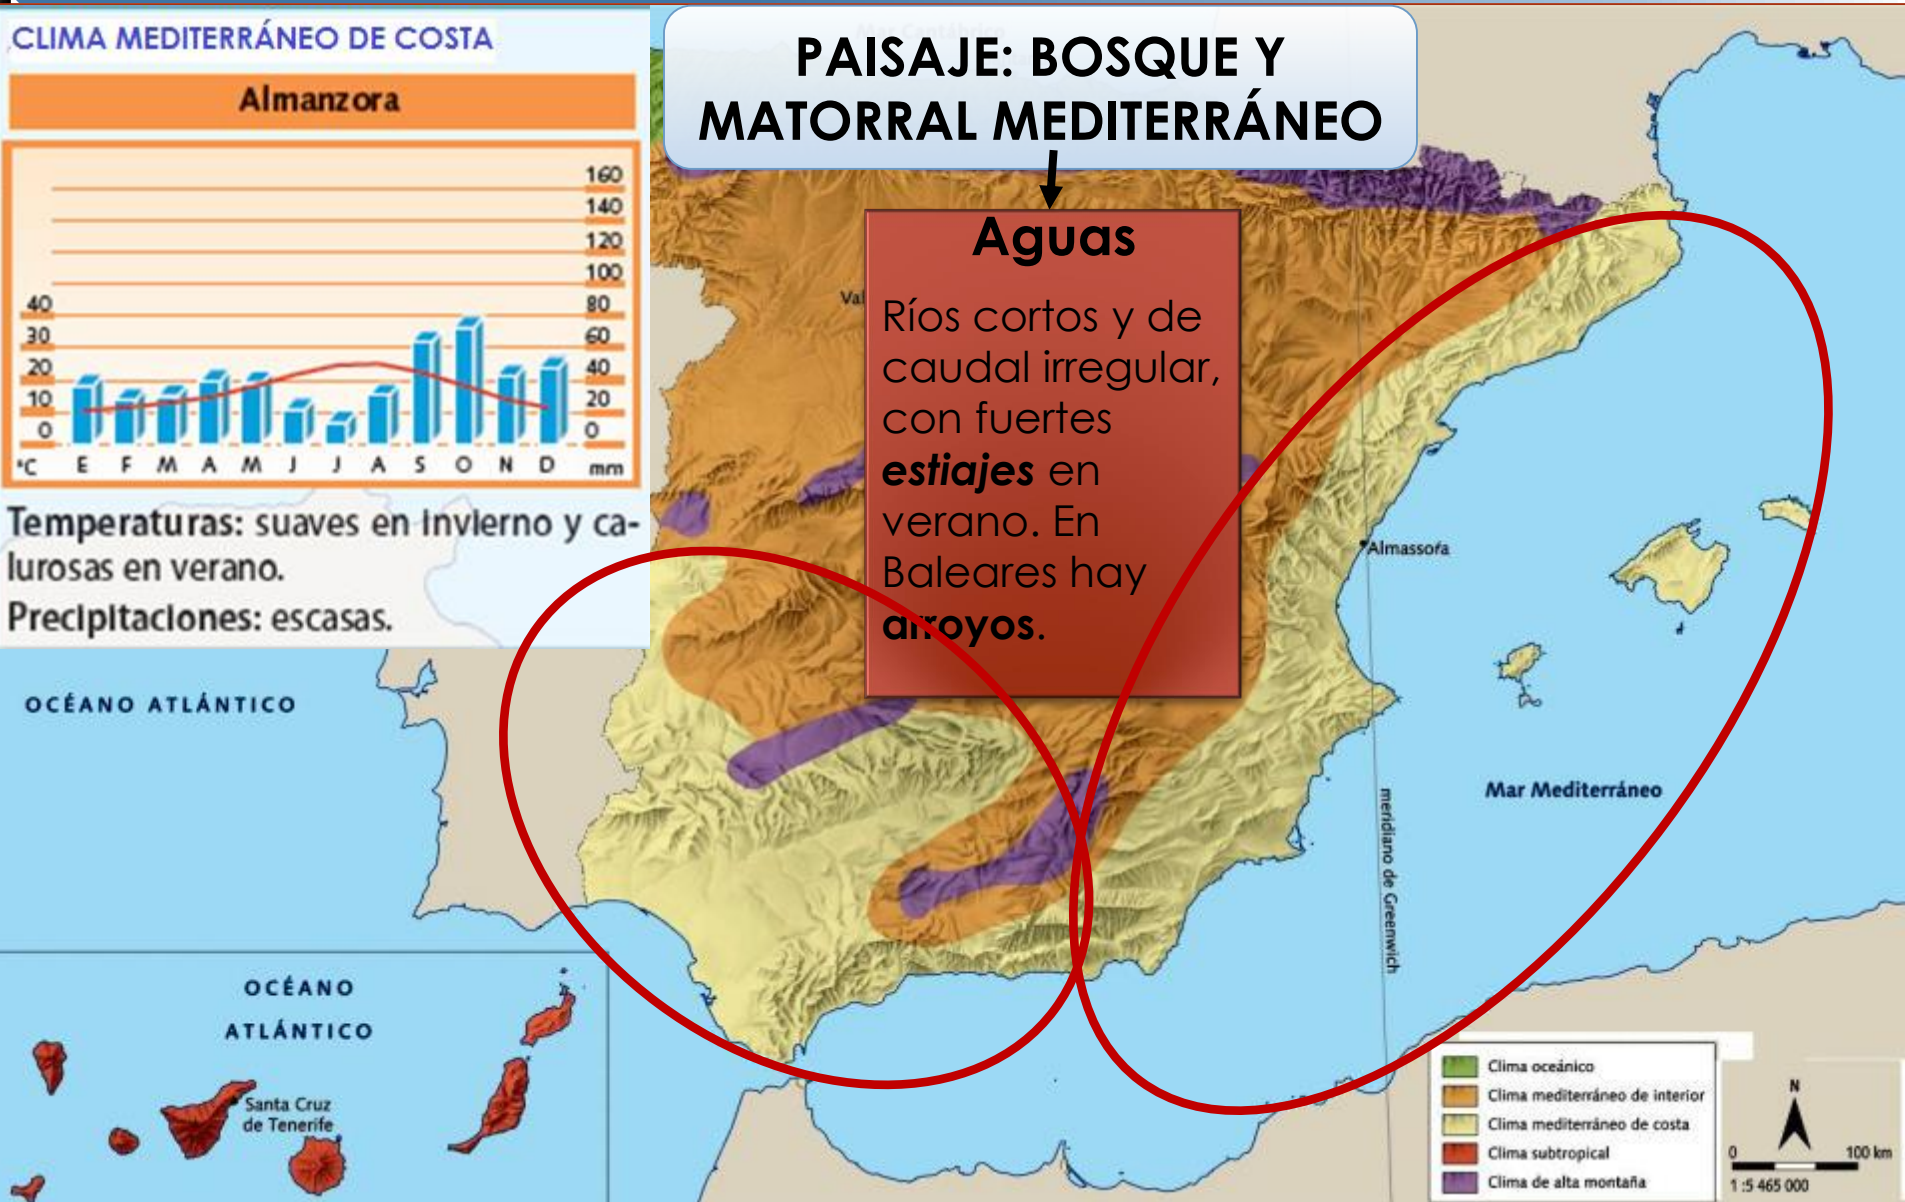 CLIMA MEDITERRÁNEO DE COSTA
Almanzora
160
140
120
100
40 80
30 60
20 40
10 20
0 0
°C E F M A M J J A S O N D mm
Temperaturas: suaves en invierno y ca-
lurosas en verano.
Precipitaciones: escasas.
Mar Cantábrico
PAISAJE: BOSQUE Y
MATORRAL MEDITERRÁNEO
Aguas
Ríos cortos y de
caudal irregular,
con fuertes
estiajes en
verano. En
Baleares hay
arroyos.
Val
Almassora
OCÉANO ATLÁNTICO
Mar Mediterráneo
meridiano de Greenwich
OCÉANO
ATLÁNTICO
Santa Cruz
de Tenerife
Clima oceánico
Clima mediterráneo de interior
Clima mediterráneo de costa
Clima subtropical
Clima de alta montaña
N
0 100 km
1 :5 465 000